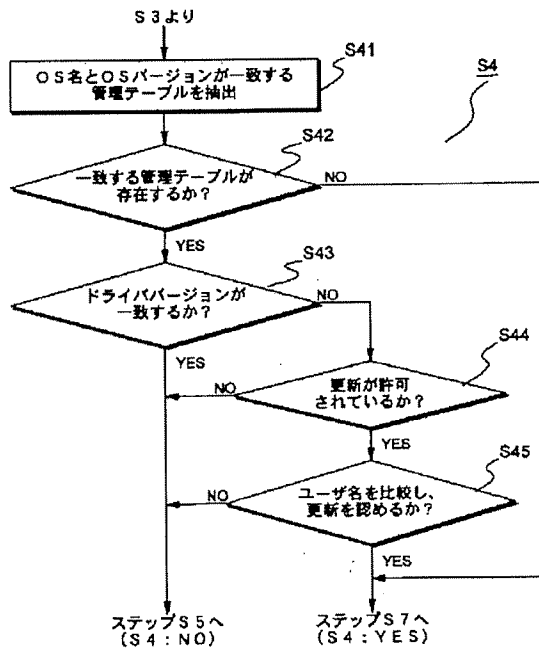 S3より
S41
OS名とOSバージョンが一致する
管理テーブルを抽出
S4
S42
一致する管理テーブルが
存在するか？
NO
YES
S43
ドライババージョンが
一致するか？
NO
YES
S44
更新が許可
されているか？
NO
YES
S45
ユーザ名を比較し、
更新を認めるか？
NO
YES
ステップS5へ
(S4：NO)
ステップS7へ
(S4：YES)